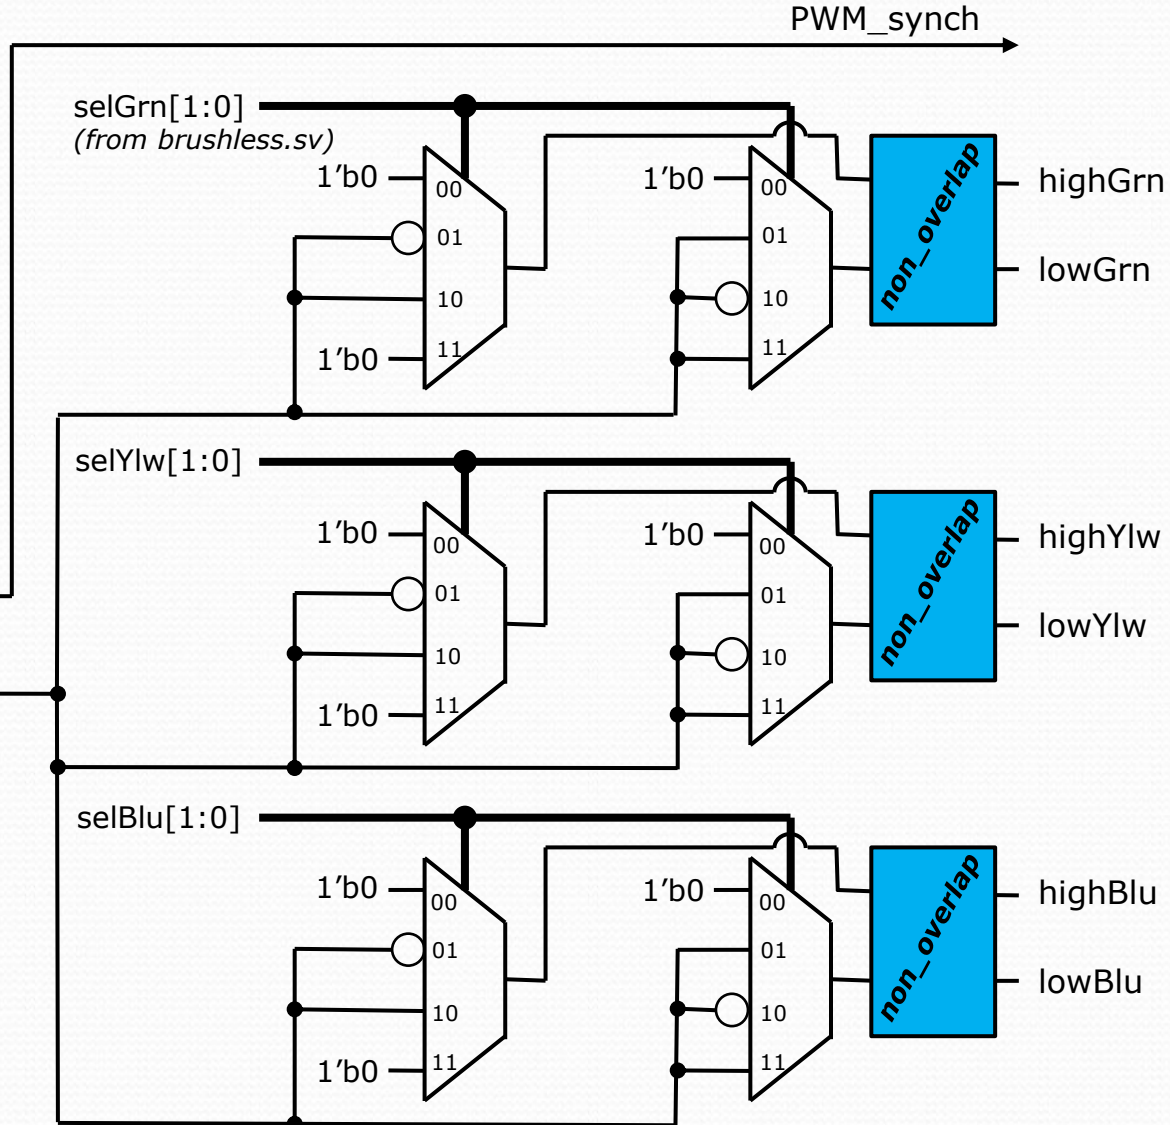 PWM_synch
selGrn[1:0]
(from brushless.sv)
1'b0
00
01
10
1'b0
11
1'b0
00
01
10
11
non_overlap
highGrn
lowGrn
selYlw[1:0]
1'b0
00
01
10
1'b0
11
1'b0
00
01
10
11
non_overlap
highYlw
lowYlw
selBlu[1:0]
1'b0
00
01
10
1'b0
11
1'b0
00
01
10
11
non_overlap
highBlu
lowBlu